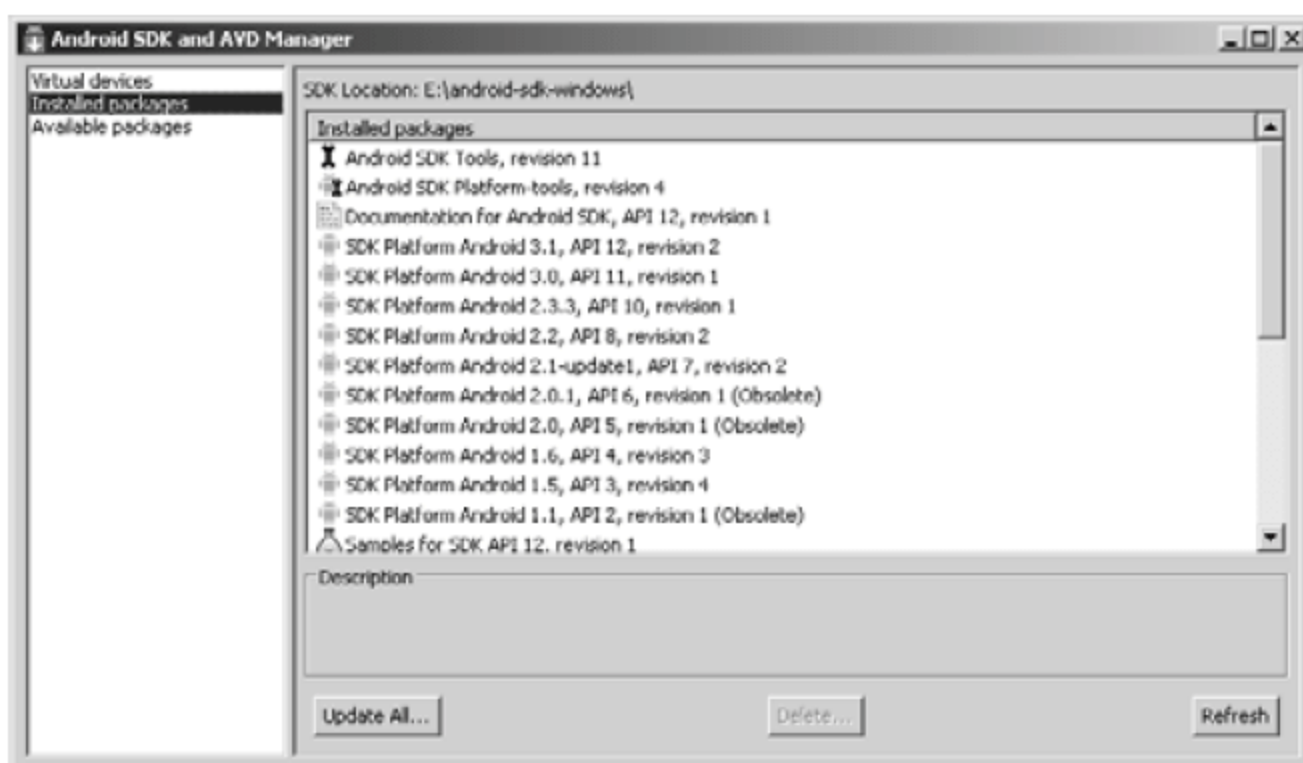 Android SDK and AVD Manager
Virtual devices
Installed packages
Available packages
SDK Location: E:\android-sdk-windows\
Installed packages
Android SDK Tools, revision 11
Android SDK Platform-tools, revision 4
Documentation for Android SDK, API 12, revision 1
SDK Platform Android 3.1, API 12, revision 2
SDK Platform Android 3.0, API 11, revision 1
SDK Platform Android 2.3.3, API 10, revision 1
SDK Platform Android 2.2, API 8, revision 2
SDK Platform Android 2.1-update1, API 7, revision 2
SDK Platform Android 2.0.1, API 6, revision 1 (Obsolete)
SDK Platform Android 2.0, API 5, revision 1 (Obsolete)
SDK Platform Android 1.6, API 4, revision 3
SDK Platform Android 1.5, API 3, revision 4
SDK Platform Android 1.1, API 2, revision 1 (Obsolete)
Samples for SDK API 12, revision 1
Description
Update All...
Delete...
Refresh